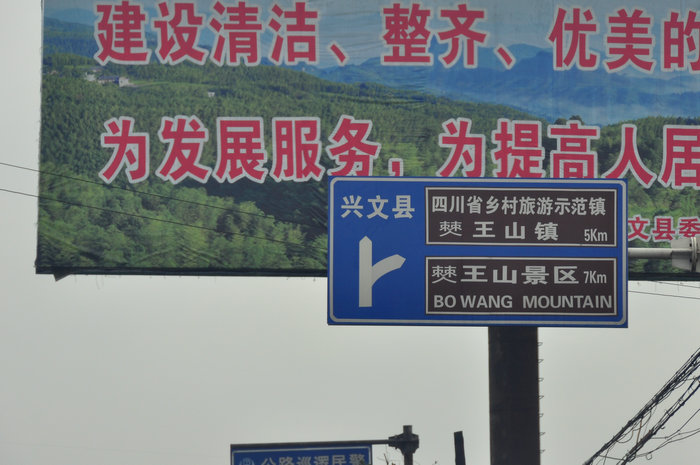 建设清洁、整齐、优美的
为发展服务，为提高人居
文县委
兴文县
四川省乡村旅游示范镇
僰王山镇 5Km
僰王山景区 7Km
BO WANG MOUNTAIN
公路巡逻民警